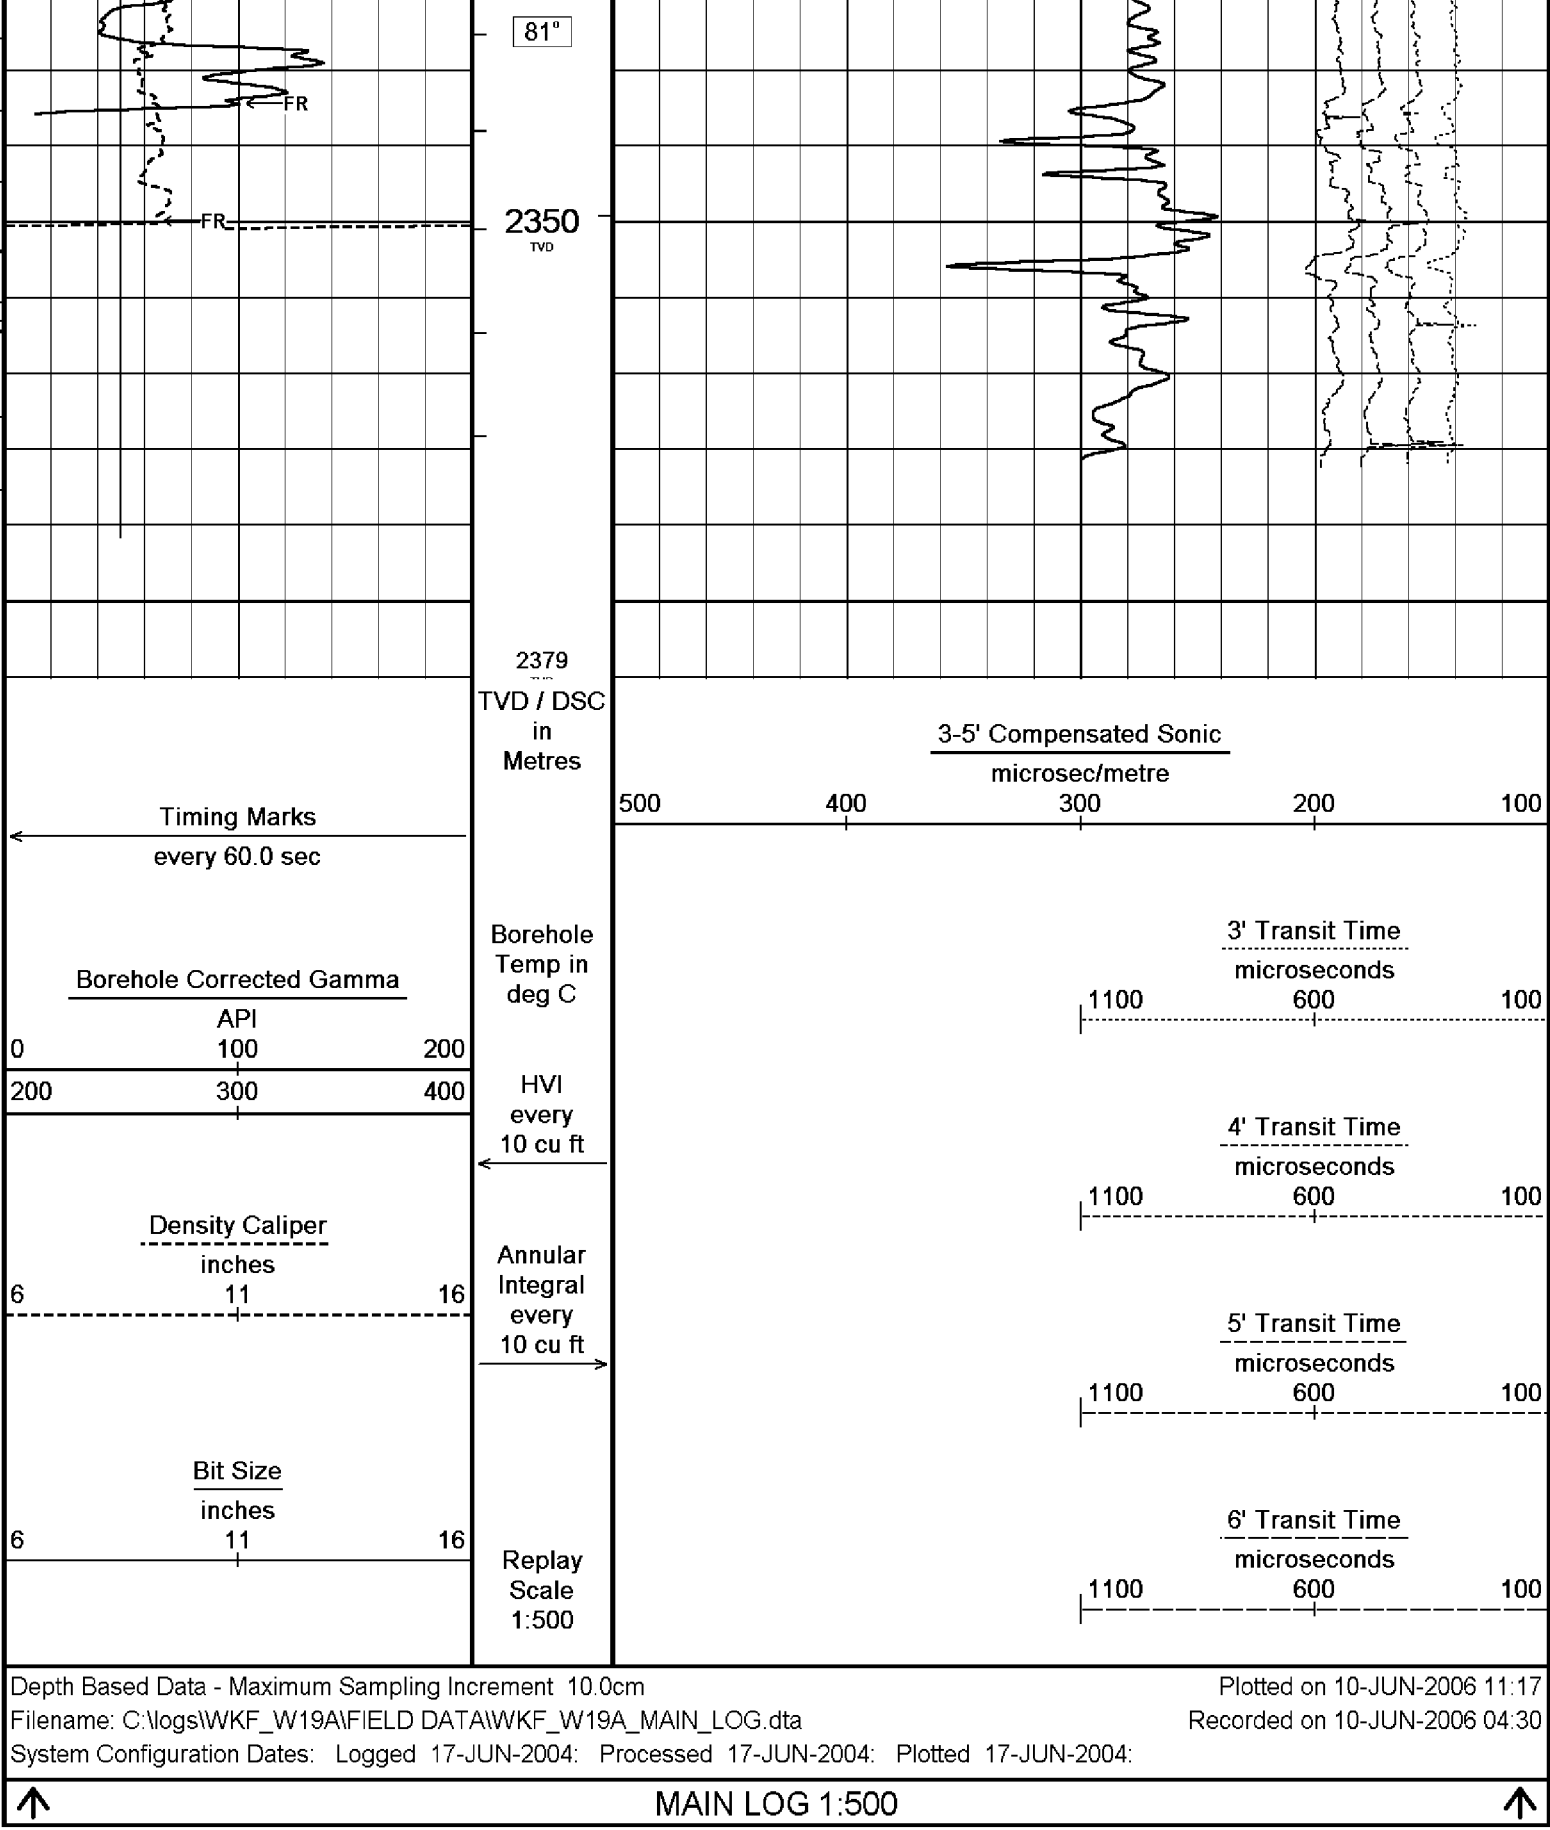 81°
FR
FR
2350
TVD
2379
TVD / DSC
in
Metres
3-5' Compensated Sonic
microsec/metre
500 400 300 200 100
Timing Marks
every 60.0 sec
Borehole
Temp in
deg C
3' Transit Time
microseconds
1100 600 100
Borehole Corrected Gamma
API
0 100 200
200 300 400
HVI
every
10 cu ft
4' Transit Time
microseconds
1100 600 100
Density Caliper
inches
6 11 16
Annular
Integral
every
10 cu ft
5' Transit Time
microseconds
1100 600 100
Bit Size
inches
6 11 16
Replay
Scale
1:500
6' Transit Time
microseconds
1100 600 100
Depth Based Data - Maximum Sampling Increment 10.0cm
Plotted on 10-JUN-2006 11:17
Filename: C:\logs\WKF_W19A\FIELD DATA\WKF_W19A_MAIN_LOG.dta
Recorded on 10-JUN-2006 04:30
System Configuration Dates: Logged 17-JUN-2004: Processed 17-JUN-2004: Plotted 17-JUN-2004:
MAIN LOG 1:500